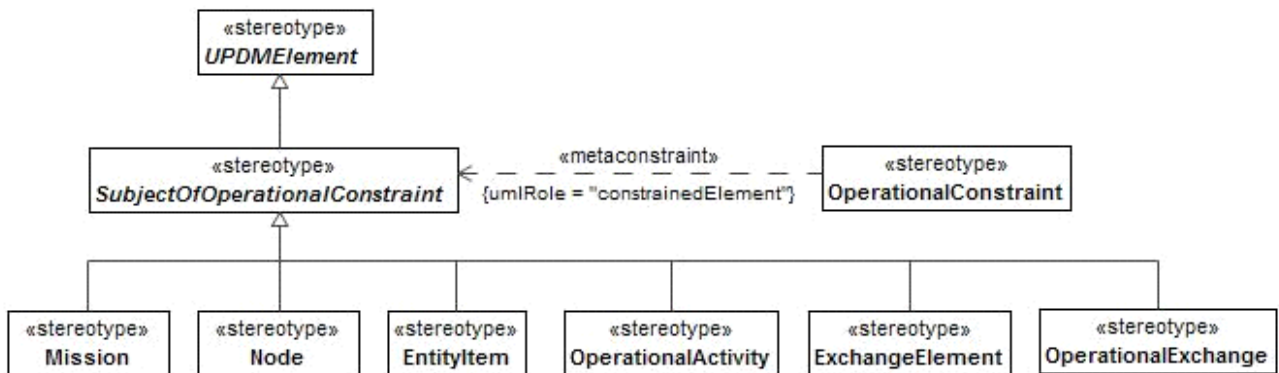 «stereotype»
UPDMElement
«stereotype»
SubjectOfOperationalConstraint
«metaconstraint»
{umlRole = "constrainedElement"}
«stereotype»
OperationalConstraint
«stereotype»
Mission
«stereotype»
Node
«stereotype»
EntityItem
«stereotype»
OperationalActivity
«stereotype»
ExchangeElement
«stereotype»
OperationalExchange